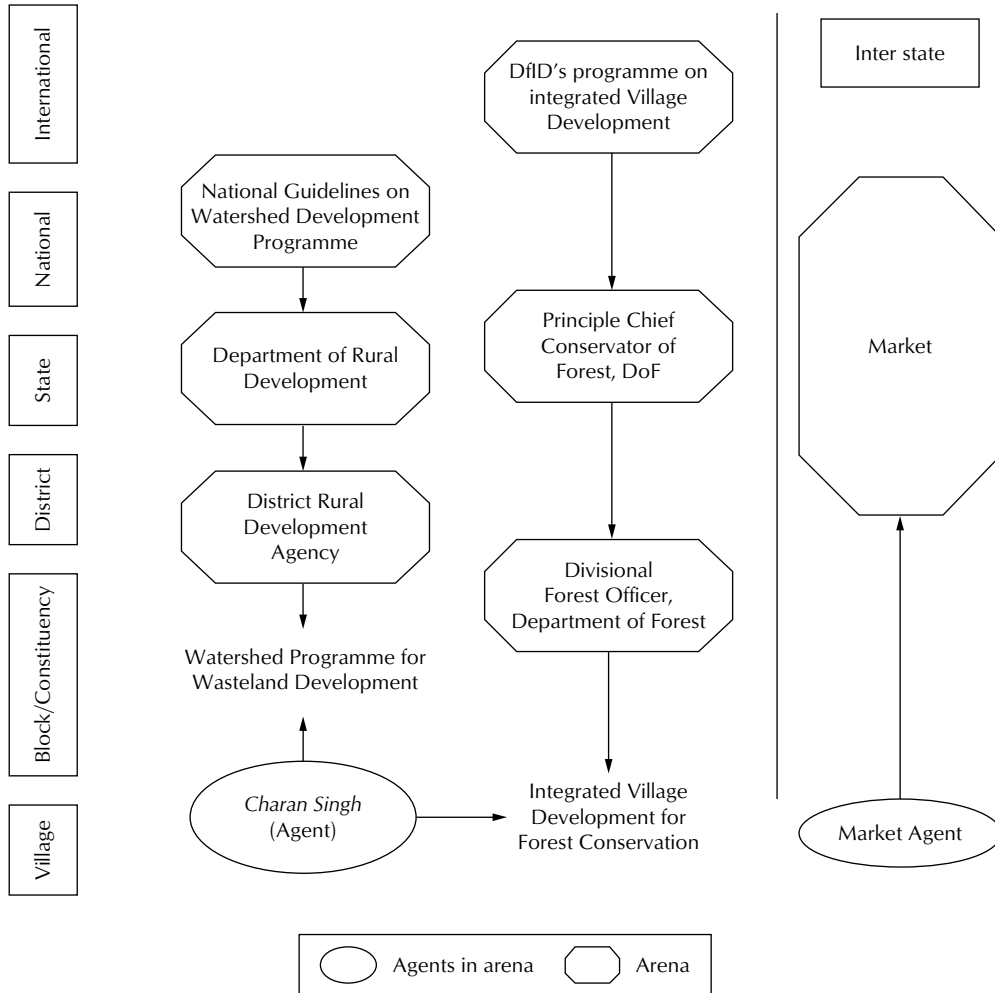 International
National
State
District
Block/Constituency
Village
National Guidelines on
Watershed Development
Programme
Department of Rural
Development
District Rural
Development
Agency
Watershed Programme for
Wasteland Development
Charan Singh
(Agent)
DfID's programme on
integrated Village
Development
Principle Chief
Conservator of
Forest, DoF
Divisional
Forest Officer,
Department of Forest
Integrated Village
Development for
Forest Conservation
Inter state
Market
Market Agent
Agents in arena
Arena